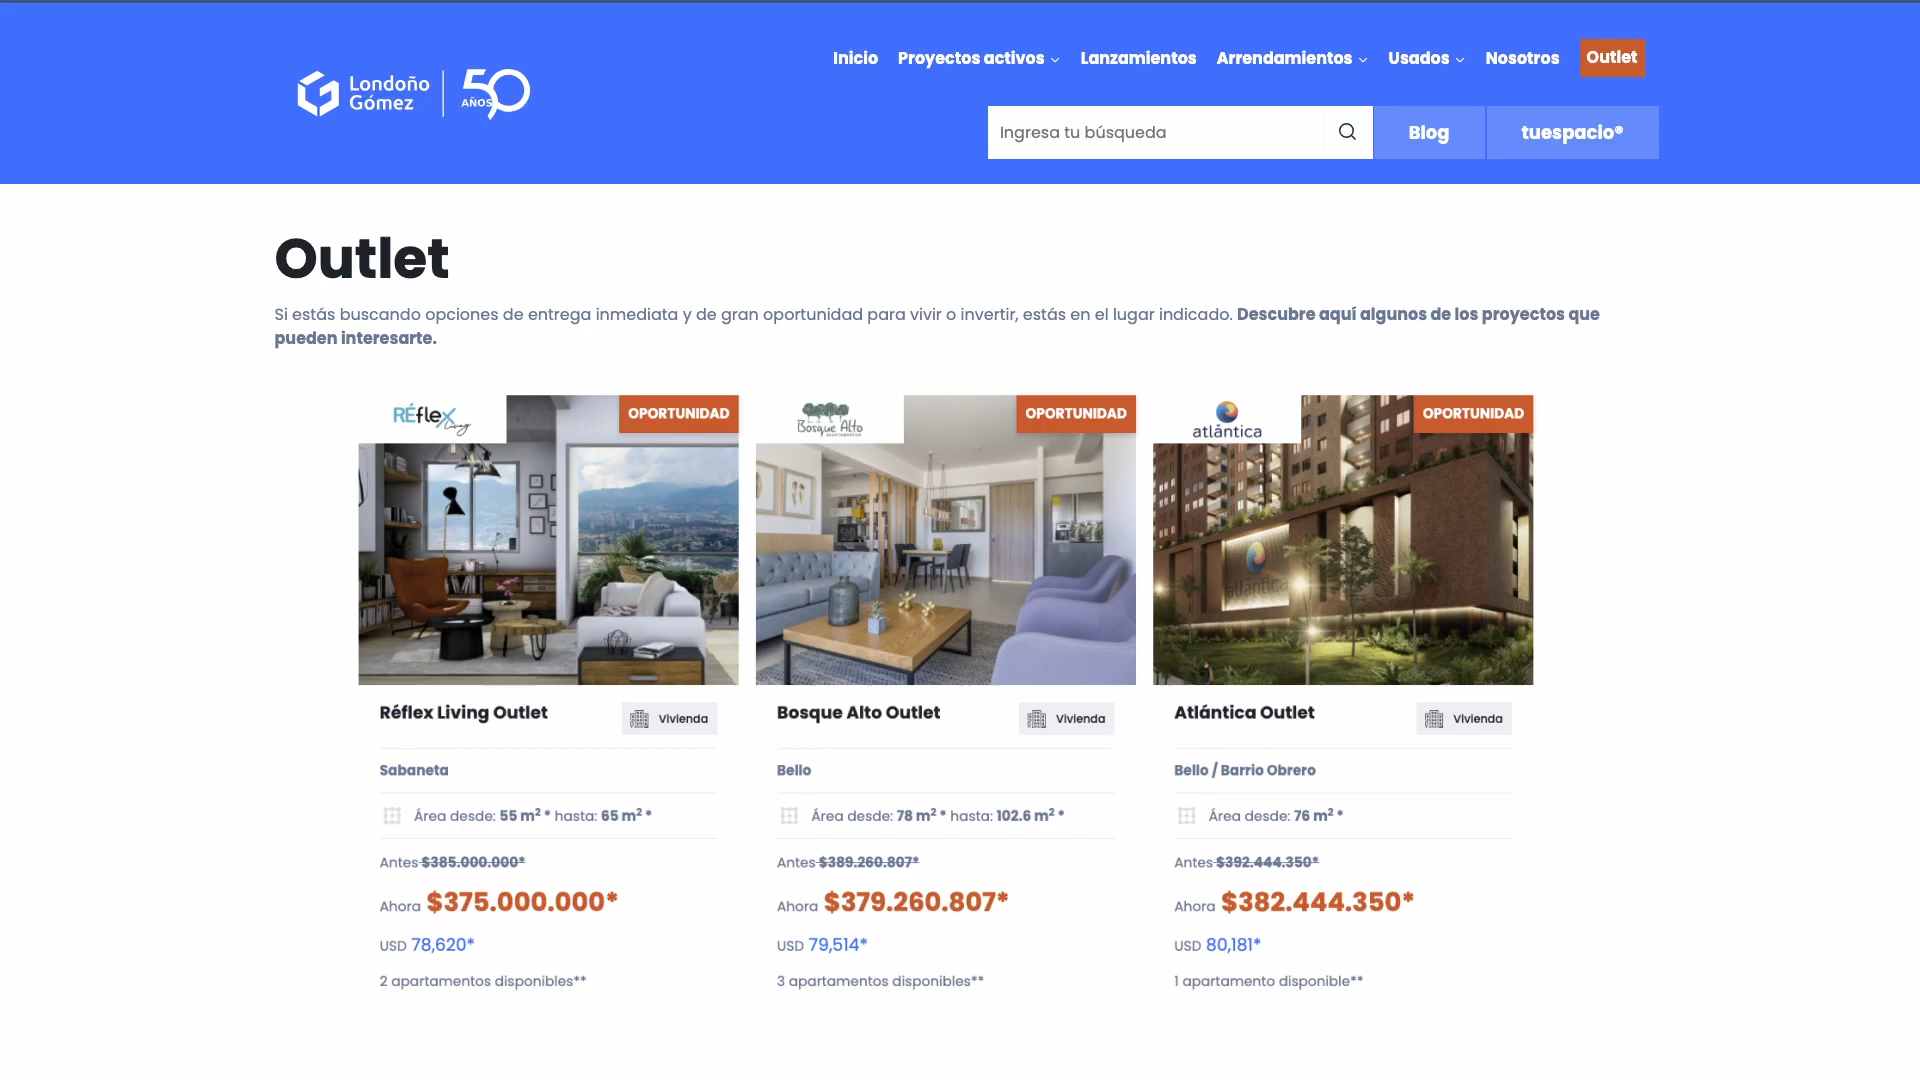 Inicio Proyectos activos Lanzamientos Arrendamientos Usados Nosotros Outlet
Londoño
Gómez
50
AÑOS
Ingresa tu búsqueda
Blog
tuespacio®
Outlet
Si estás buscando opciones de entrega inmediata y de gran oportunidad para vivir o invertir, estás en el lugar indicado. Descubre aquí algunos de los proyectos que
pueden interesarte.
RÉflex
Living
OPORTUNIDAD
Réflex Living Outlet
Vivienda
Sabaneta
Área desde: 55 m² * hasta: 65 m² *
Antes $385.000.000*
Ahora $375.000.000*
USD 78,620*
2 apartamentos disponibles**
Bosque Alto
APARTAMENTOS
OPORTUNIDAD
Bosque Alto Outlet
Vivienda
Bello
Área desde: 78 m² * hasta: 102.6 m² *
Antes $389.260.807*
Ahora $379.260.807*
USD 79,514*
3 apartamentos disponibles**
atlántica
OPORTUNIDAD
atlántica
Atlántica Outlet
Vivienda
Bello / Barrio Obrero
Área desde: 76 m² *
Antes $392.444.350*
Ahora $382.444.350*
USD 80,181*
1 apartamento disponible**